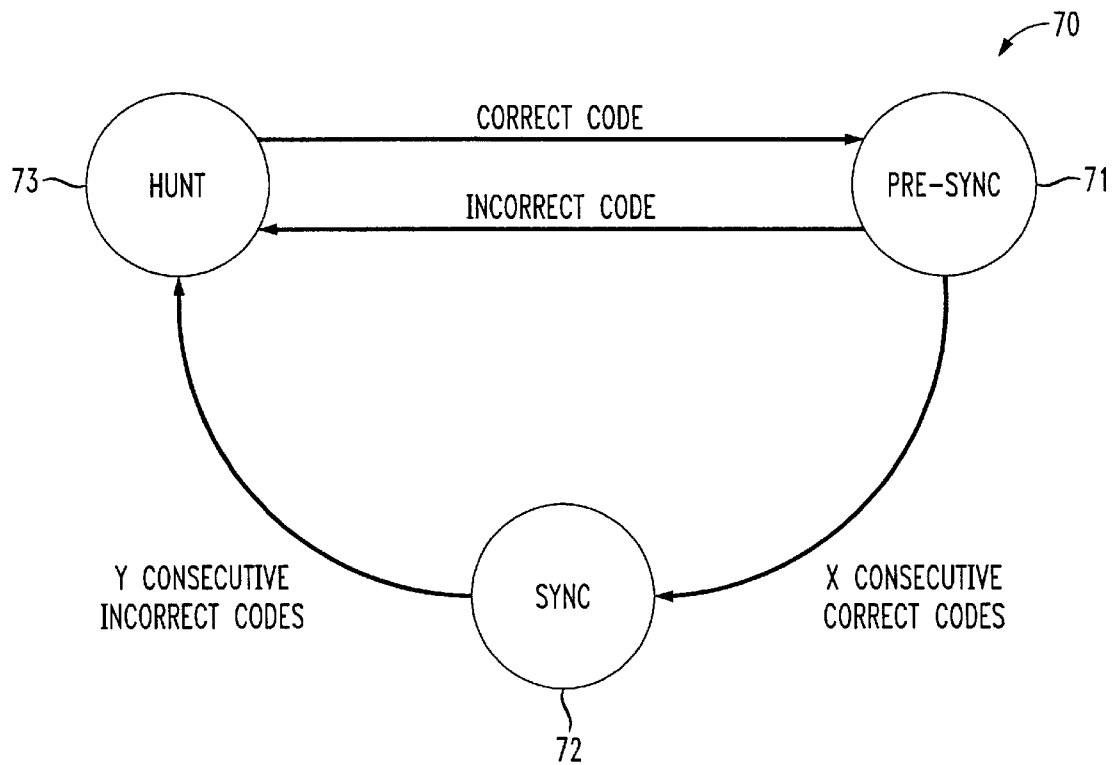 70
CORRECT CODE
73
HUNT
PRE-SYNC
71
INCORRECT CODE
Y CONSECUTIVE
INCORRECT CODES
SYNC
X CONSECUTIVE
CORRECT CODES
72